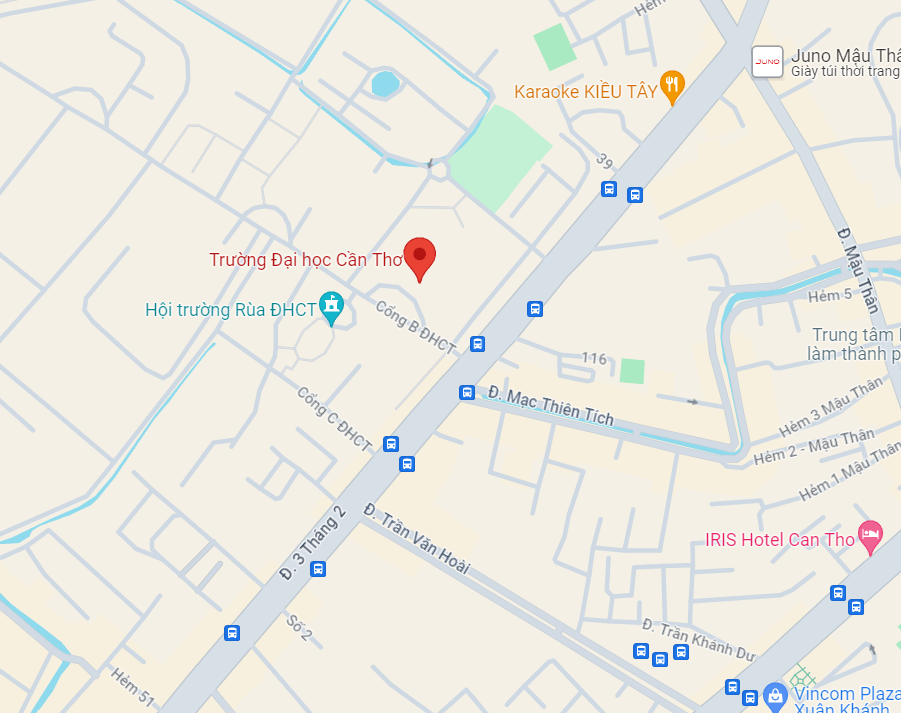 Hẻm
Juno Mậu Thâ
JUNO
Giày túi thời trang
Karaoke KIỀU TÂY
39
Đ. Mậu Thân
Trường Đại học Cần Thơ
Hẻm 5
Hội trường Rùa ĐHCT
Cổng B ĐHCT
Trung tâm
làm thành p
116
Đ. Mạc Thiên Tích
Cổng C ĐHCT
Hẻm 3 Mậu Thân
Hẻm 2 - Mậu Thân
Hẻm 1 Mậu Thân
Đ. 3 Tháng 2
Đ. Trần Văn Hoài
IRIS Hotel Can Tho
Số 2
Đ. Trần Khánh Dư
Hẻm 51
Vincom Plaza
Xuân Khánh